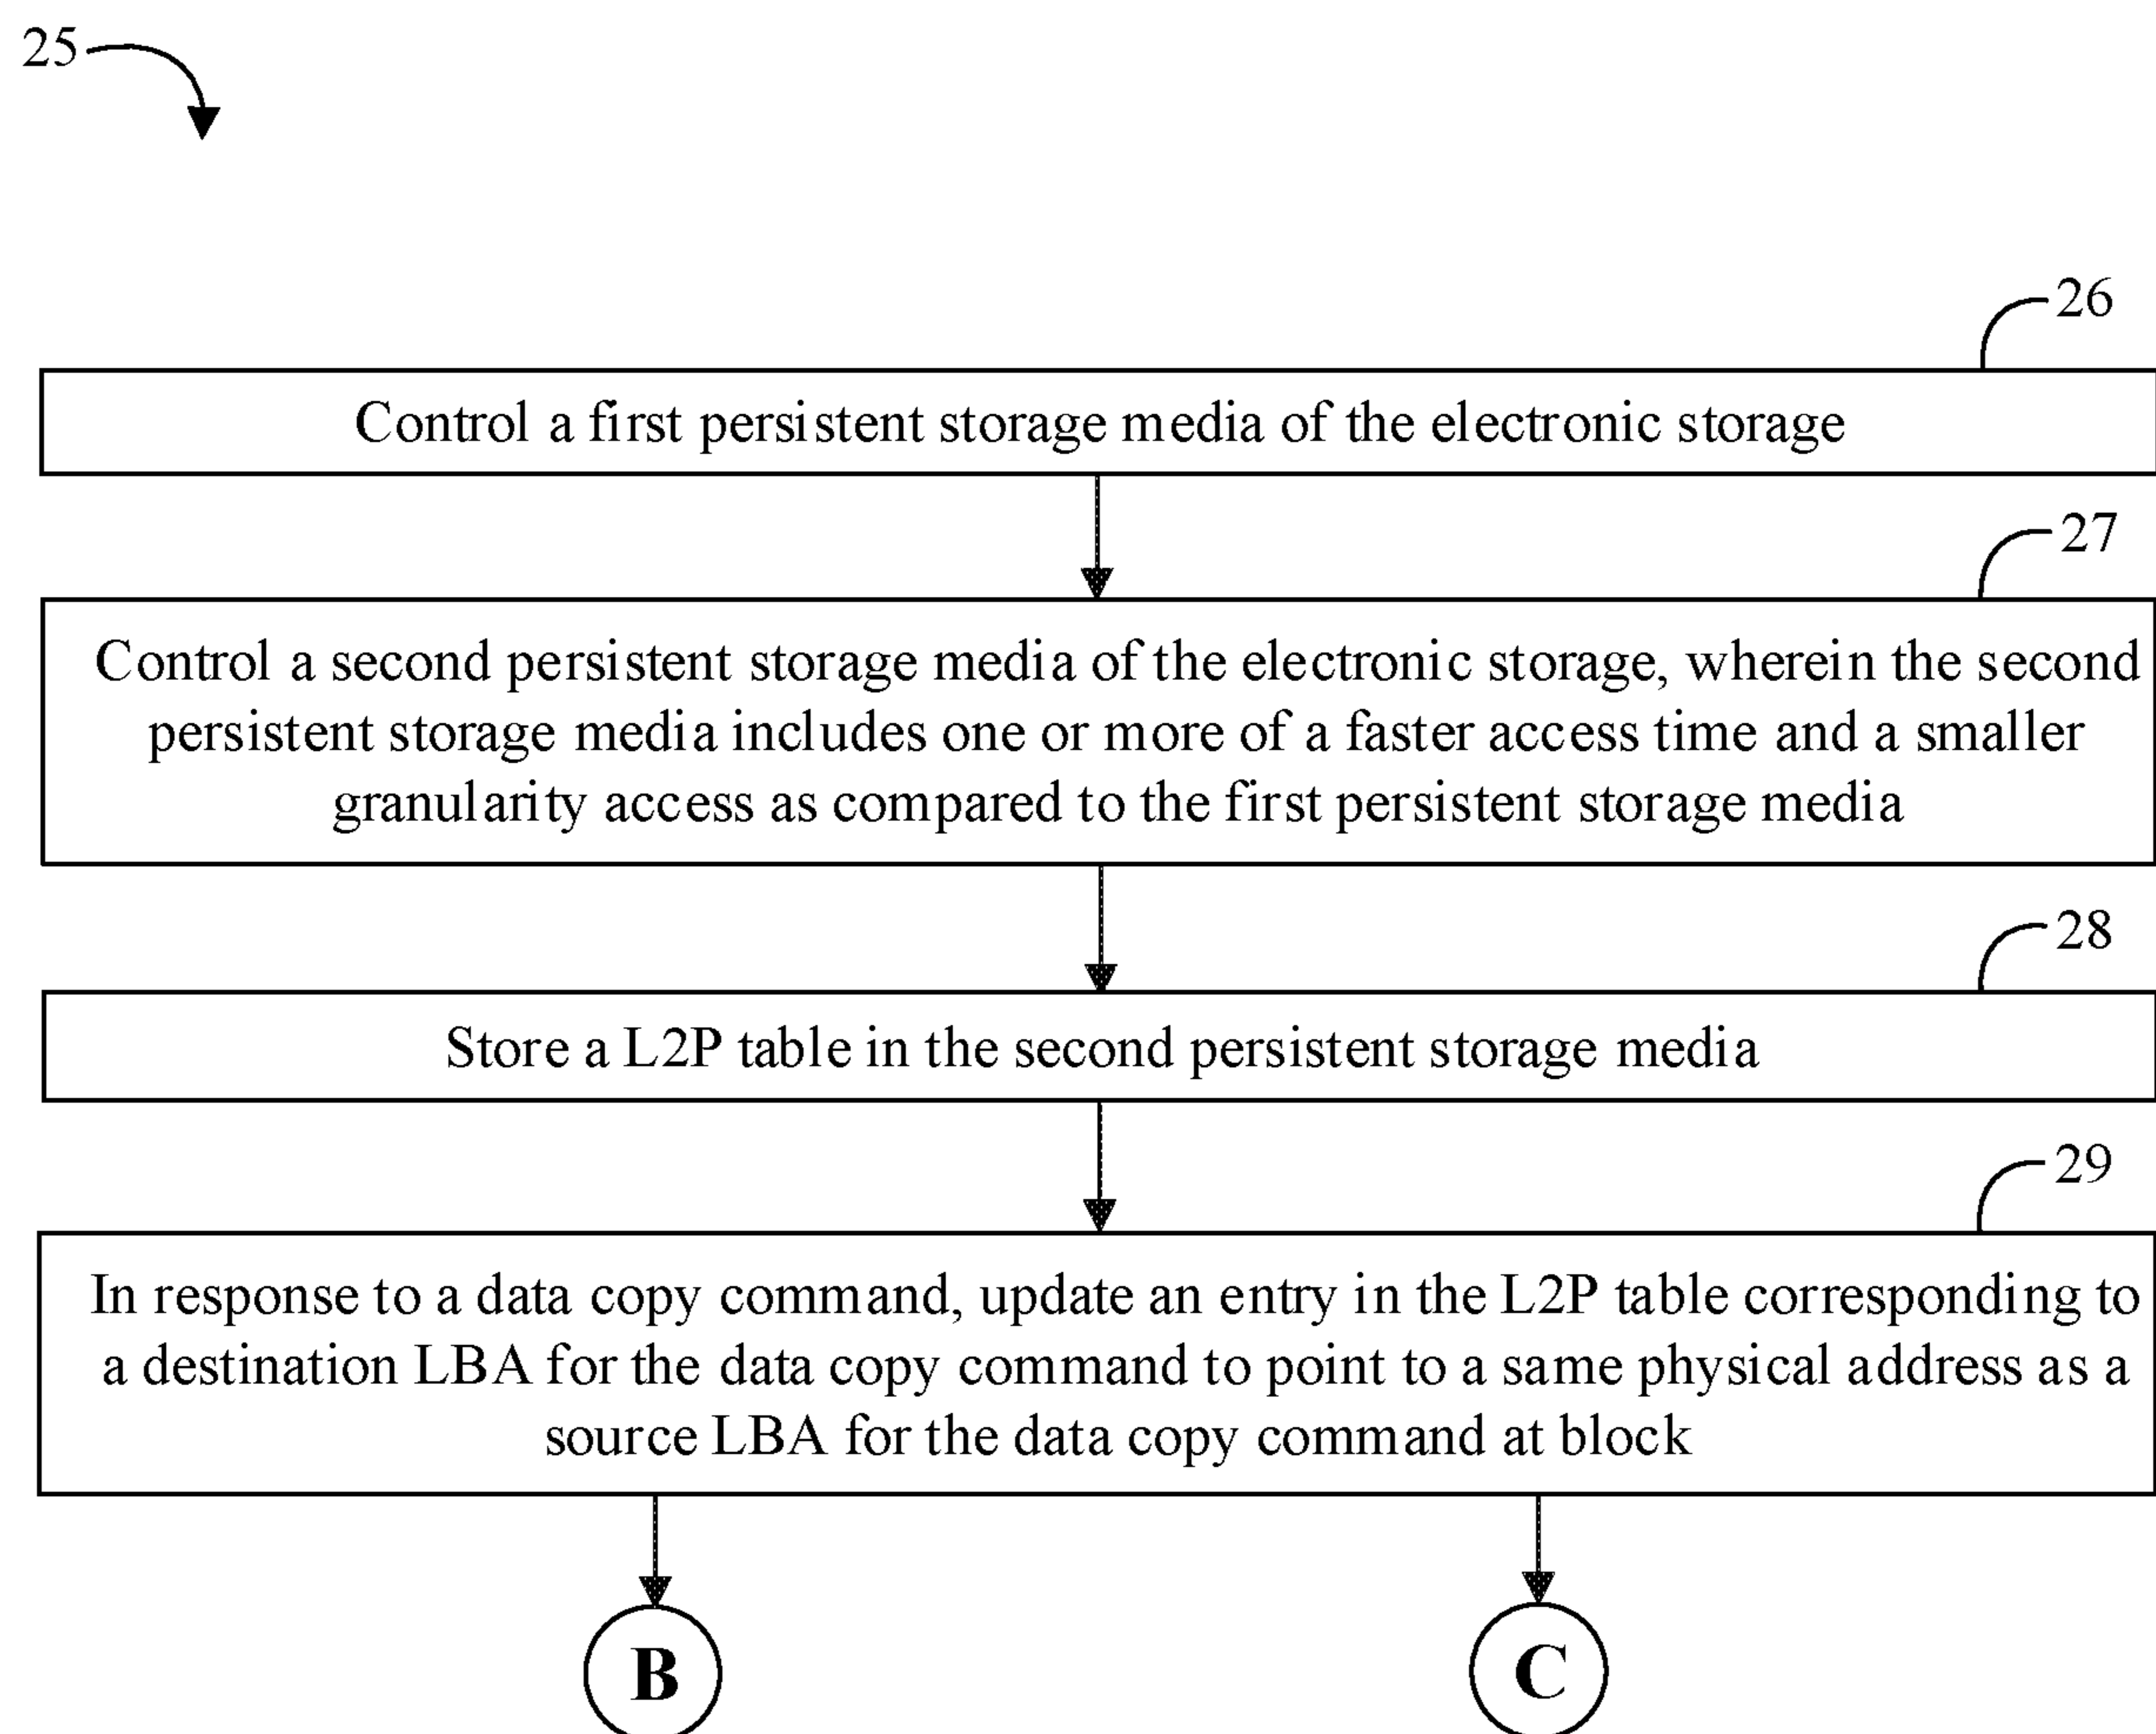 25
26
Control a first persistent storage media of the electronic storage
27
Control a second persistent storage media of the electronic storage, wherein the second
persistent storage media includes one or more of a faster access time and a smaller
granularity access as compared to the first persistent storage media
28
Store a L2P table in the second persistent storage media
29
In response to a data copy command, update an entry in the L2P table corresponding to
a destination LBA for the data copy command to point to a same physical address as a
source LBA for the data copy command at block
B
C